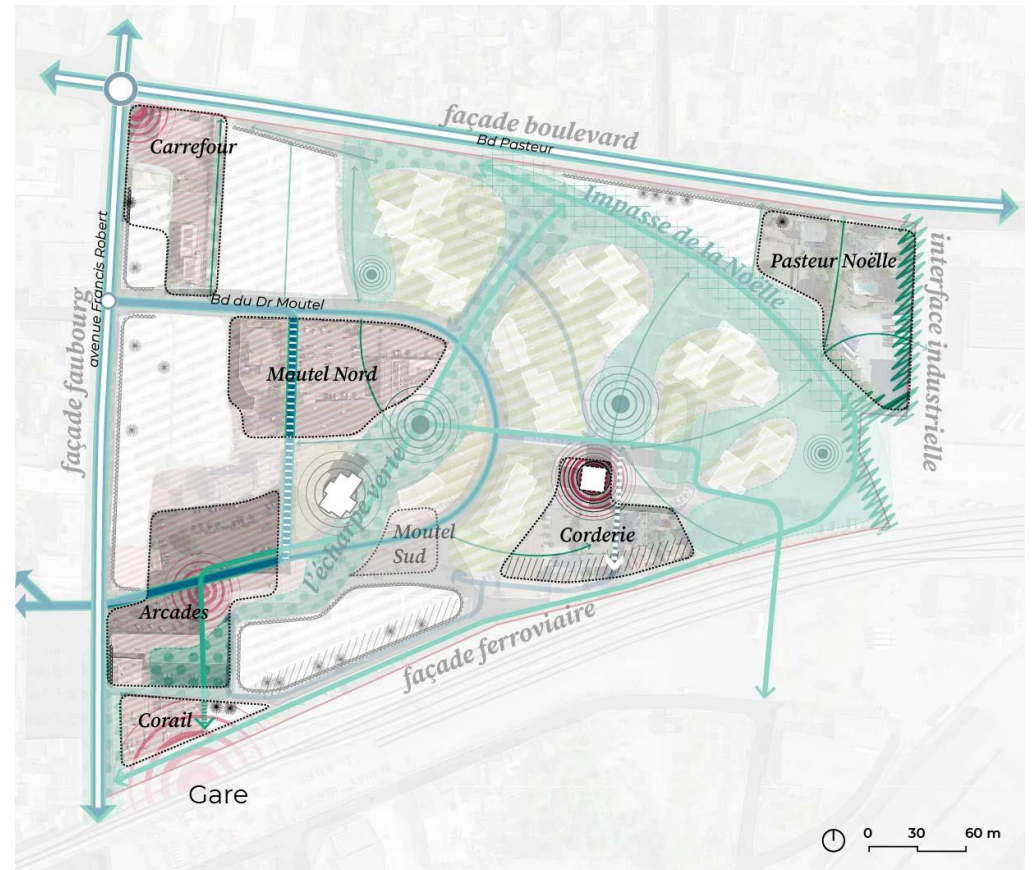 façade boulevard
Bd Pasteur
Carrefour
Impasse de la Noëlle
Pasteur Noëlle
interface industrielle
avenue Francis Robert
façade faubourg
Bd du Dr Moutel
Moutel Nord
l'écharpe verte
Moutel
Sud
Corderie
Arcades
façade ferroviaire
Corail
Gare
0 30 60 m